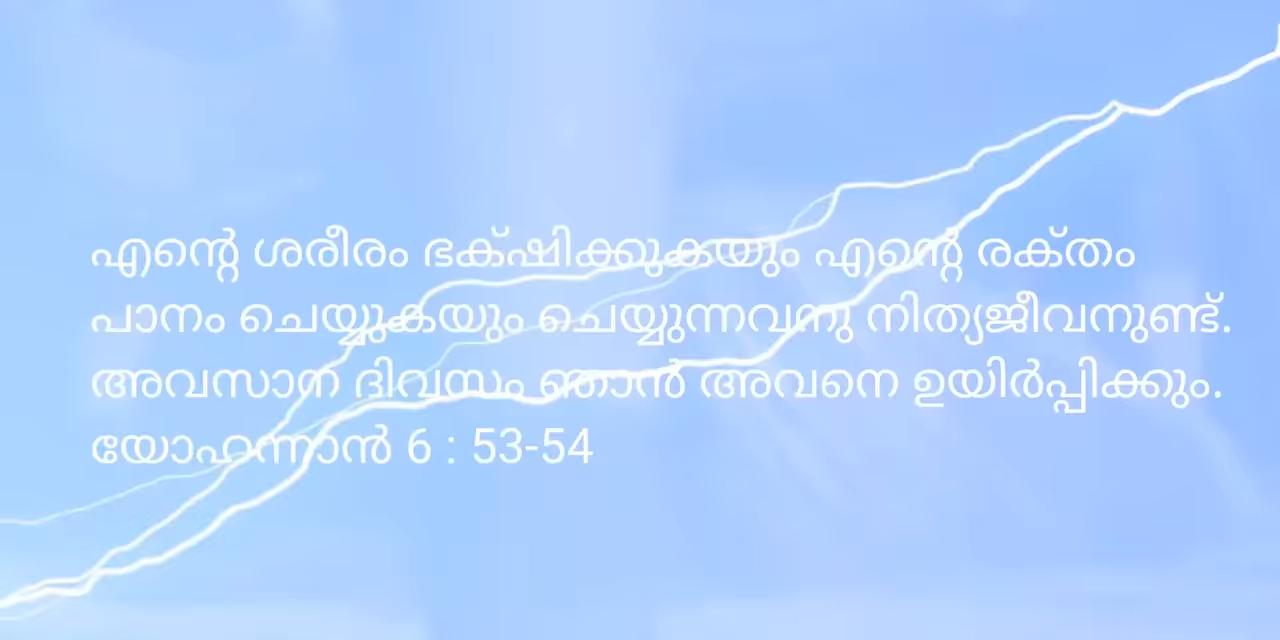 എന്റെ ശരീരം ഭക്‌ഷിക്കുകയും എന്റെ രക്‌തം
പാനം ചെയ്യുകയും ചെയ്യുന്നവനു നിത്യജീവനുണ്ട്.
അവസാന ദിവസം ഞാൻ അവനെ ഉയിർപ്പിക്കും.
യോഹന്നാൻ 6 : 53-54